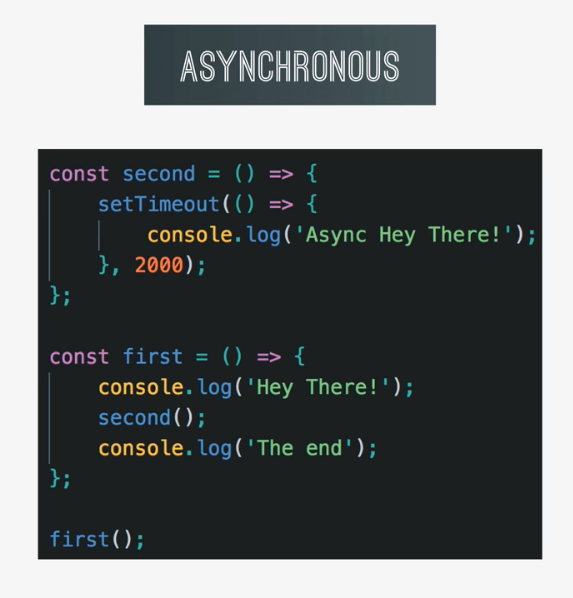 ASYNCHRONOUS
const second = () => {
    setTimeout(() => {
        console.log('Async Hey There!');
    }, 2000);
};

const first = () => {
    console.log('Hey There!');
    second();
    console.log('The end');
};

first();